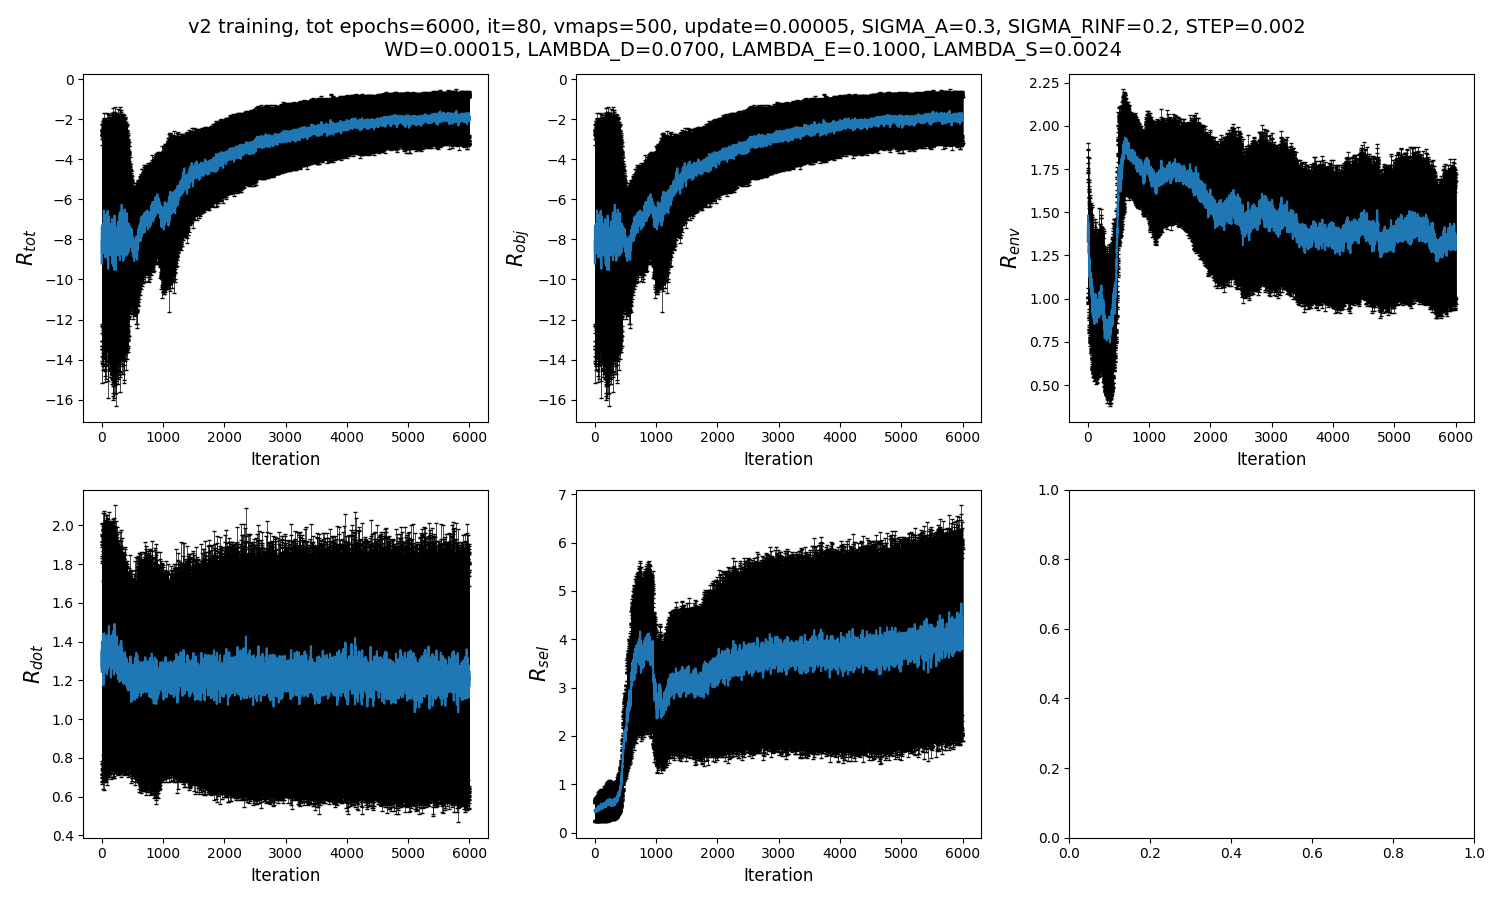 v2 training, tot epochs=6000, it=80, vmaps=500, update=0.00005, SIGMA_A=0.3, SIGMA_RINF=0.2, STEP=0.002
WD=0.00015, LAMBDA_D=0.0700, LAMBDA_E=0.1000, LAMBDA_S=0.0024
0
−2
−4
−6
−8
−10
−12
−14
−16
R_tot
0 1000 2000 3000 4000 5000 6000
Iteration
0
−2
−4
−6
−8
−10
−12
−14
−16
R_obj
0 1000 2000 3000 4000 5000 6000
Iteration
2.25
2.00
1.75
1.50
1.25
1.00
0.75
0.50
R_env
0 1000 2000 3000 4000 5000 6000
Iteration
2.0
1.8
1.6
1.4
1.2
1.0
0.8
0.6
0.4
R_dot
0 1000 2000 3000 4000 5000 6000
Iteration
7
6
5
4
3
2
1
0
R_sel
0 1000 2000 3000 4000 5000 6000
Iteration
1.0
0.8
0.6
0.4
0.2
0.0
0.0 0.2 0.4 0.6 0.8 1.0